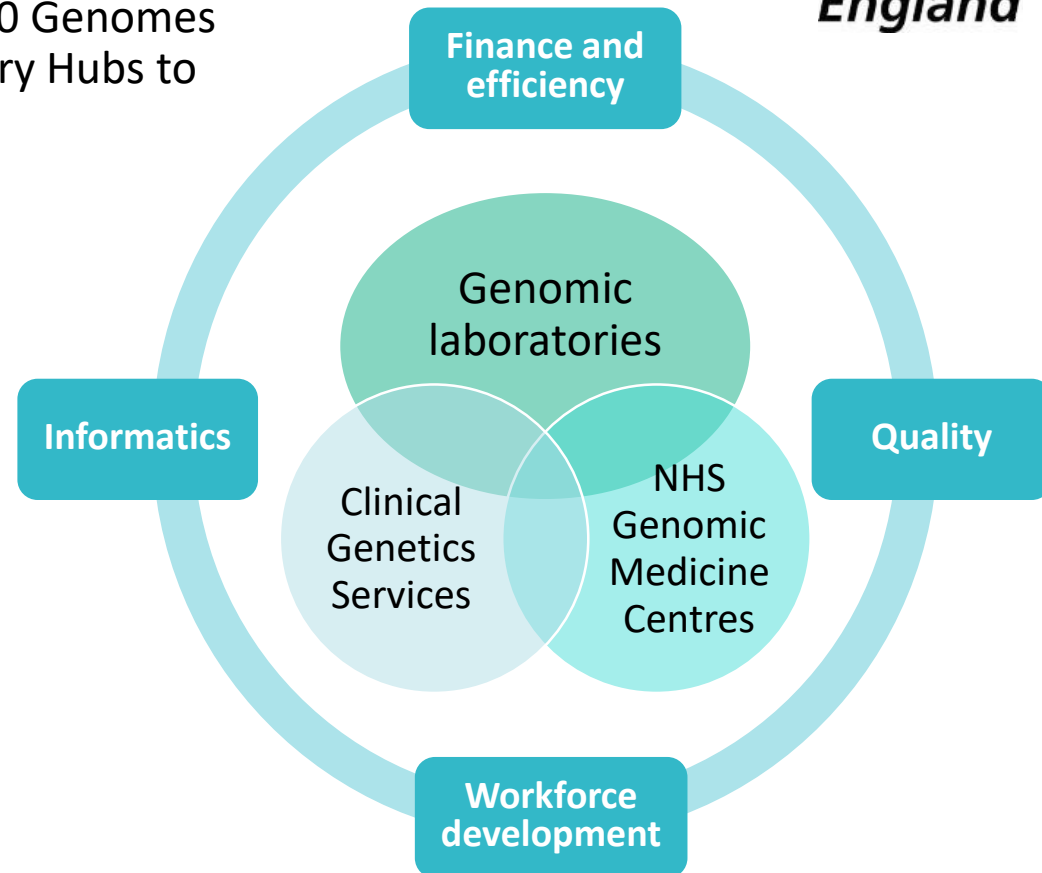 0 Genomes
ry Hubs to
England
Finance and
efficiency
Genomic
laboratories
Informatics
Quality
Clinical
Genetics
Services
NHS
Genomic
Medicine
Centres
Workforce
development